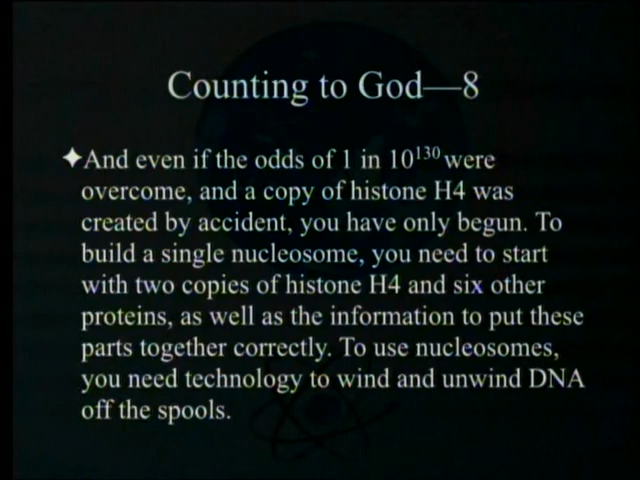 Counting to God—8
✦And even if the odds of 1 in 10¹³⁰ were
overcome, and a copy of histone H4 was
created by accident, you have only begun. To
build a single nucleosome, you need to start
with two copies of histone H4 and six other
proteins, as well as the information to put these
parts together correctly. To use nucleosomes,
you need technology to wind and unwind DNA
off the spools.